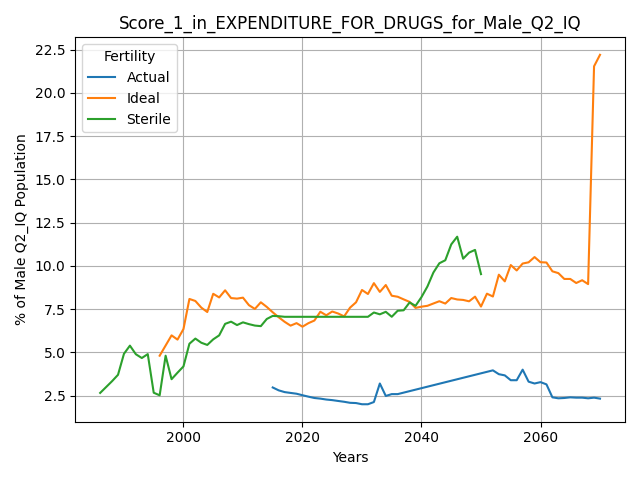 Score_1_in_EXPENDITURE_FOR_DRUGS_for_Male_Q2_IQ
Fertility
Actual
Ideal
Sterile
% of Male Q2_IQ Population
22.5
20.0
17.5
15.0
12.5
10.0
7.5
5.0
2.5
2000
2020
2040
2060
Years